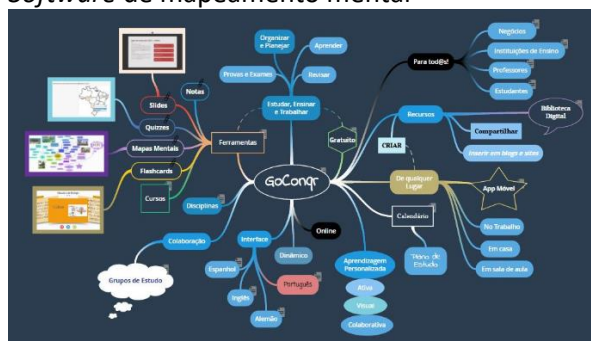 Software de mapeamento mental
Organizar
e Planejar
Aprender
Provas e Exames
Revisar
Estudar, Ensinar
e Trabalhar
Notas
Slides
Quizzes
Mapas Mentais
Flashcards
Cursos
Ferramentas
Gratuito
Para tod@s!
Negócios
Instituições de Ensino
Professores
Estudantes
Recursos
Biblioteca
Digital
Compartilhar
Inserir em blogs e sites
CRIAR
GoConqr
De qualquer
Lugar
App Móvel
No Trabalho
Em casa
Em sala de aula
Calendário
Plano de
Estudo
Disciplinas
Colaboração
Grupos de Estudo
Interface
Espanhol
Inglês
Alemão
Português
Online
Dinâmico
Aprendizagem
Personalizada
Ativa
Visual
Colaborativa